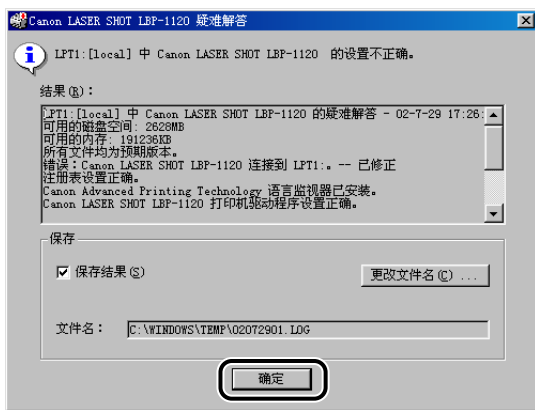 Canon LASER SHOT LBP-1120 疑难解答
LPT1:[local] 中 Canon LASER SHOT LBP-1120 的设置不正确。
结果(R):
LPT1:[local] 中 Canon LASER SHOT LBP-1120 的疑难解答 - 02-7-29 17:26:
可用的磁盘空间: 2628MB
可用的内存: 191236KB
所有文件均为预期版本。
错误:Canon LASER SHOT LBP-1120 连接到 LPT1:。-- 已修正
注册表设置正确。
Canon Advanced Printing Technology 语言监视器已安装。
Canon LASER SHOT LBP-1120 打印机驱动程序设置正确。
保存
保存结果(S)
更改文件名(C) ...
文件名: C:\WINDOWS\TEMP\02072901.LOG
确定